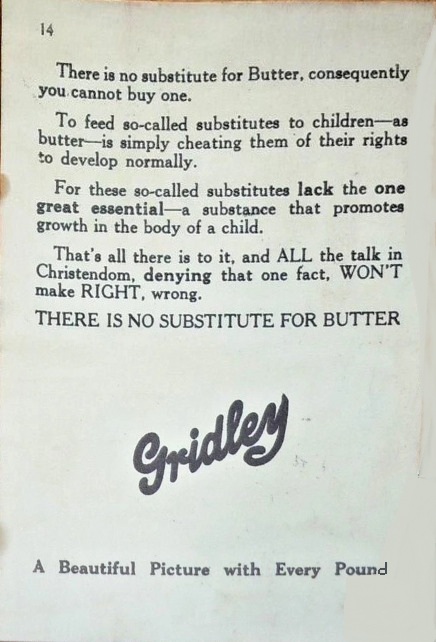 14
There is no substitute for Butter, consequently
you cannot buy one.
To feed so-called substitutes to children—as
butter—is simply cheating them of their rights
to develop normally.
For these so-called substitutes lack the one
great essential—a substance that promotes
growth in the body of a child.
That's all there is to it, and ALL the talk in
Christendom, denying that one fact, WON'T
make RIGHT, wrong.
THERE IS NO SUBSTITUTE FOR BUTTER
Gridley
A Beautiful Picture with Every Pound